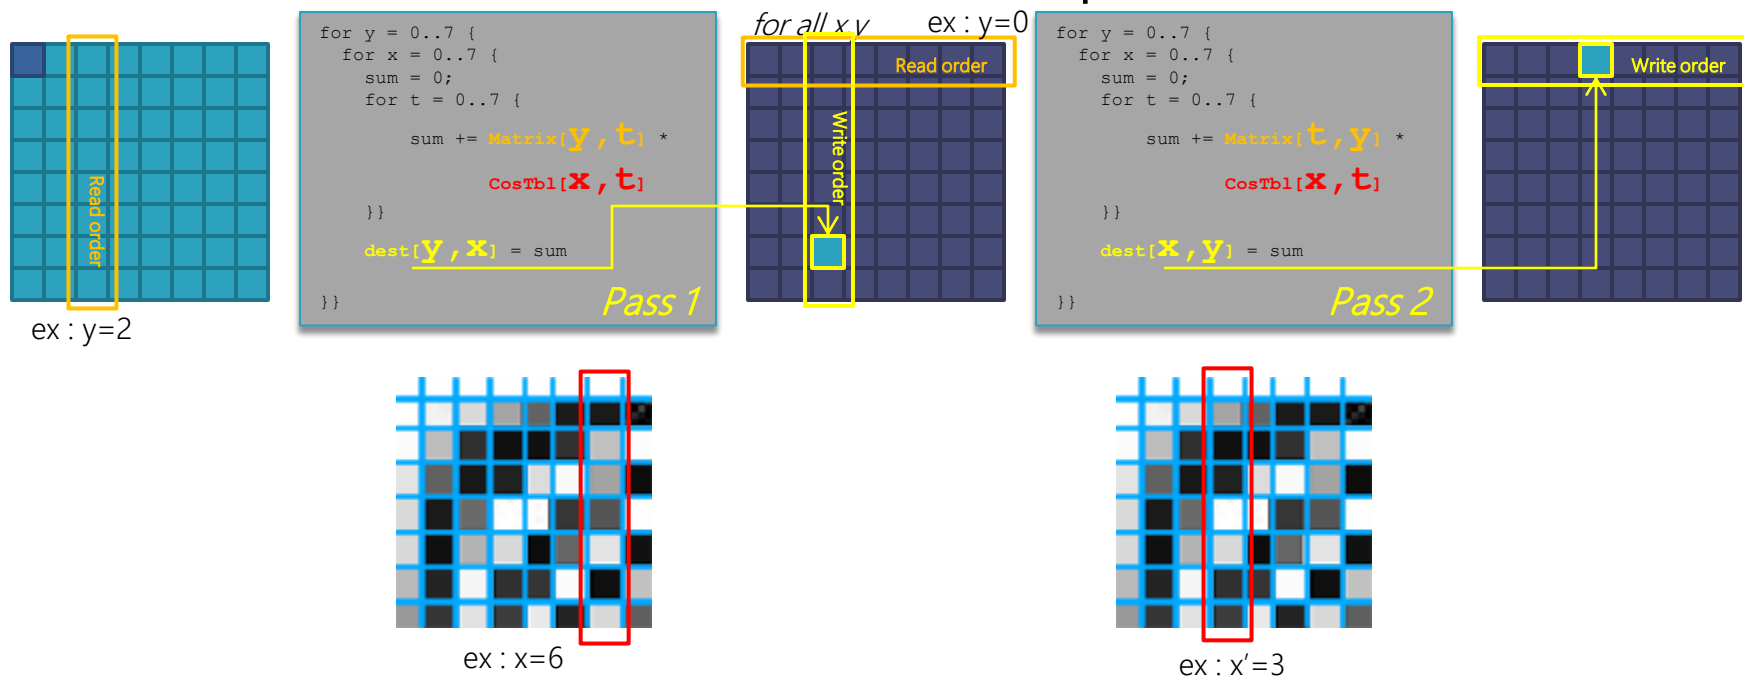 for y = 0..7 {
for x = 0..7 {
sum = 0;
for t = 0..7 {
sum += Matrix[y,t] *
CosTbl[x,t]
}}
dest[y,x] = sum
}}
Pass 1
Read order
ex : y=2
for all x,y
ex : y=0
Read order
Write order
for y = 0..7 {
for x = 0..7 {
sum = 0;
for t = 0..7 {
sum += Matrix[t,y] *
CosTbl[x,t]
}}
dest[x,y] = sum
}}
Pass 2
Write order
ex : x=6
ex : x’=3